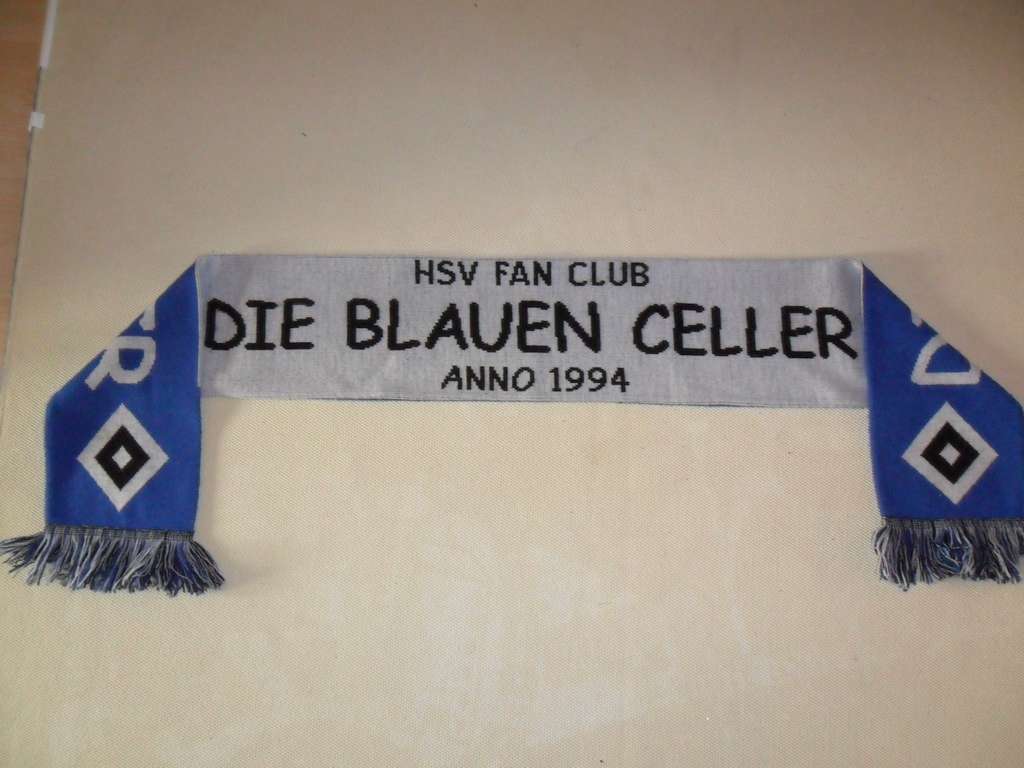 HSV FAN CLUB
DIE BLAUEN CELLER
ANNO 1994